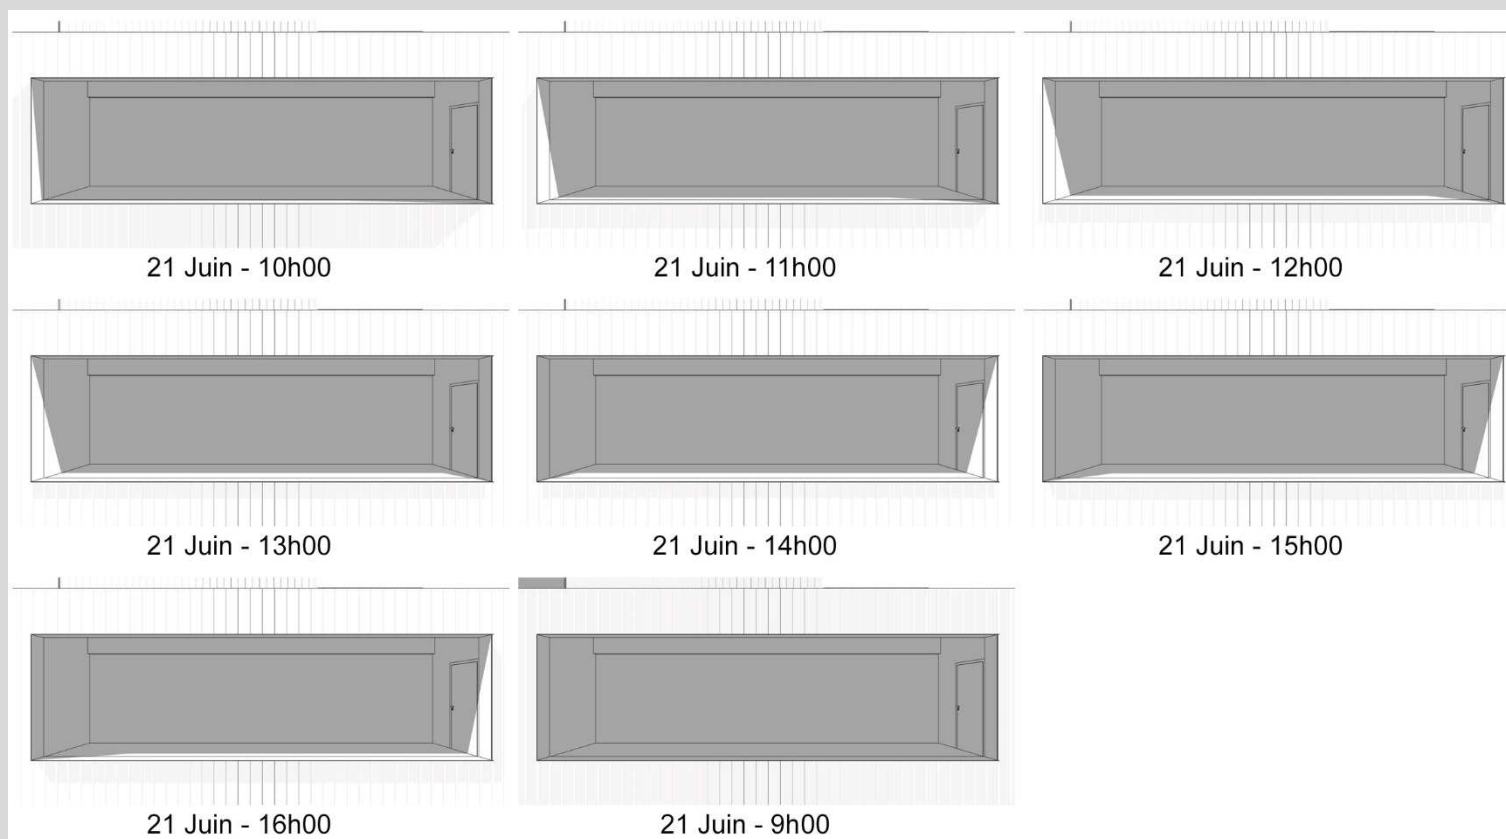 21 Juin - 10h00
21 Juin - 11h00
21 Juin - 12h00
21 Juin - 13h00
21 Juin - 14h00
21 Juin - 15h00
21 Juin - 16h00
21 Juin - 9h00